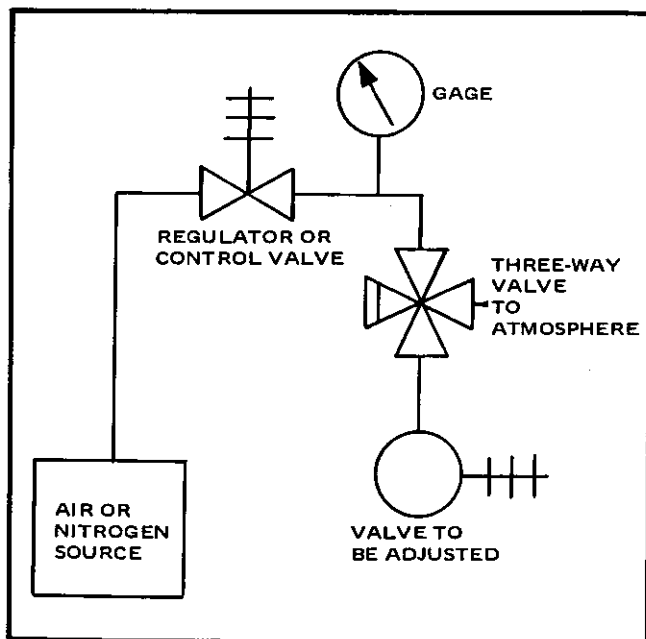 GAGE
REGULATOR OR
CONTROL VALVE
THREE-WAY
VALVE
TO
ATMOSPHERE
AIR OR
NITROGEN
SOURCE
VALVE TO
BE ADJUSTED